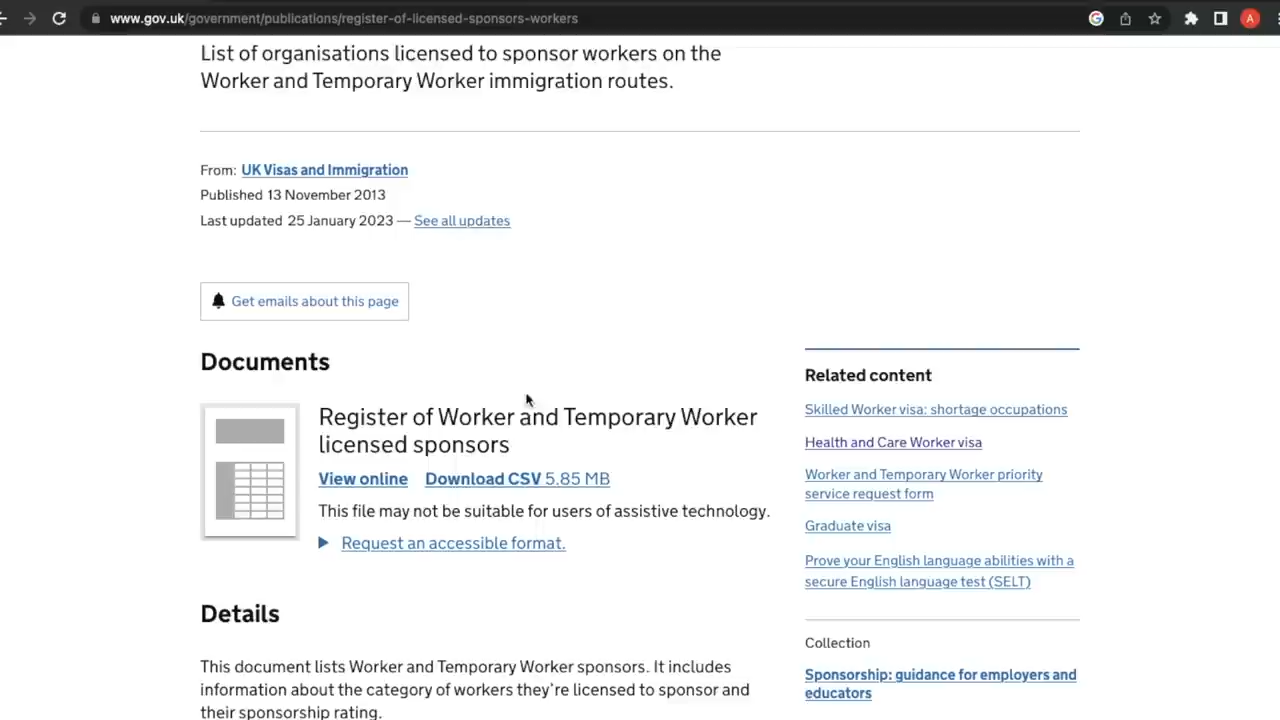 www.gov.uk/government/publications/register-of-licensed-sponsors-workers
A
List of organisations licensed to sponsor workers on the
Worker and Temporary Worker immigration routes.
From: UK Visas and Immigration
Published 13 November 2013
Last updated 25 January 2023 — See all updates
Get emails about this page
Documents
Register of Worker and Temporary Worker
licensed sponsors
View online Download CSV 5.85 MB
This file may not be suitable for users of assistive technology.
Request an accessible format.
Details
This document lists Worker and Temporary Worker sponsors. It includes
information about the category of workers they're licensed to sponsor and
their sponsorship rating.
Related content
Skilled Worker visa: shortage occupations
Health and Care Worker visa
Worker and Temporary Worker priority
service request form
Graduate visa
Prove your English language abilities with a
secure English language test (SELT)
Collection
Sponsorship: guidance for employers and
educators